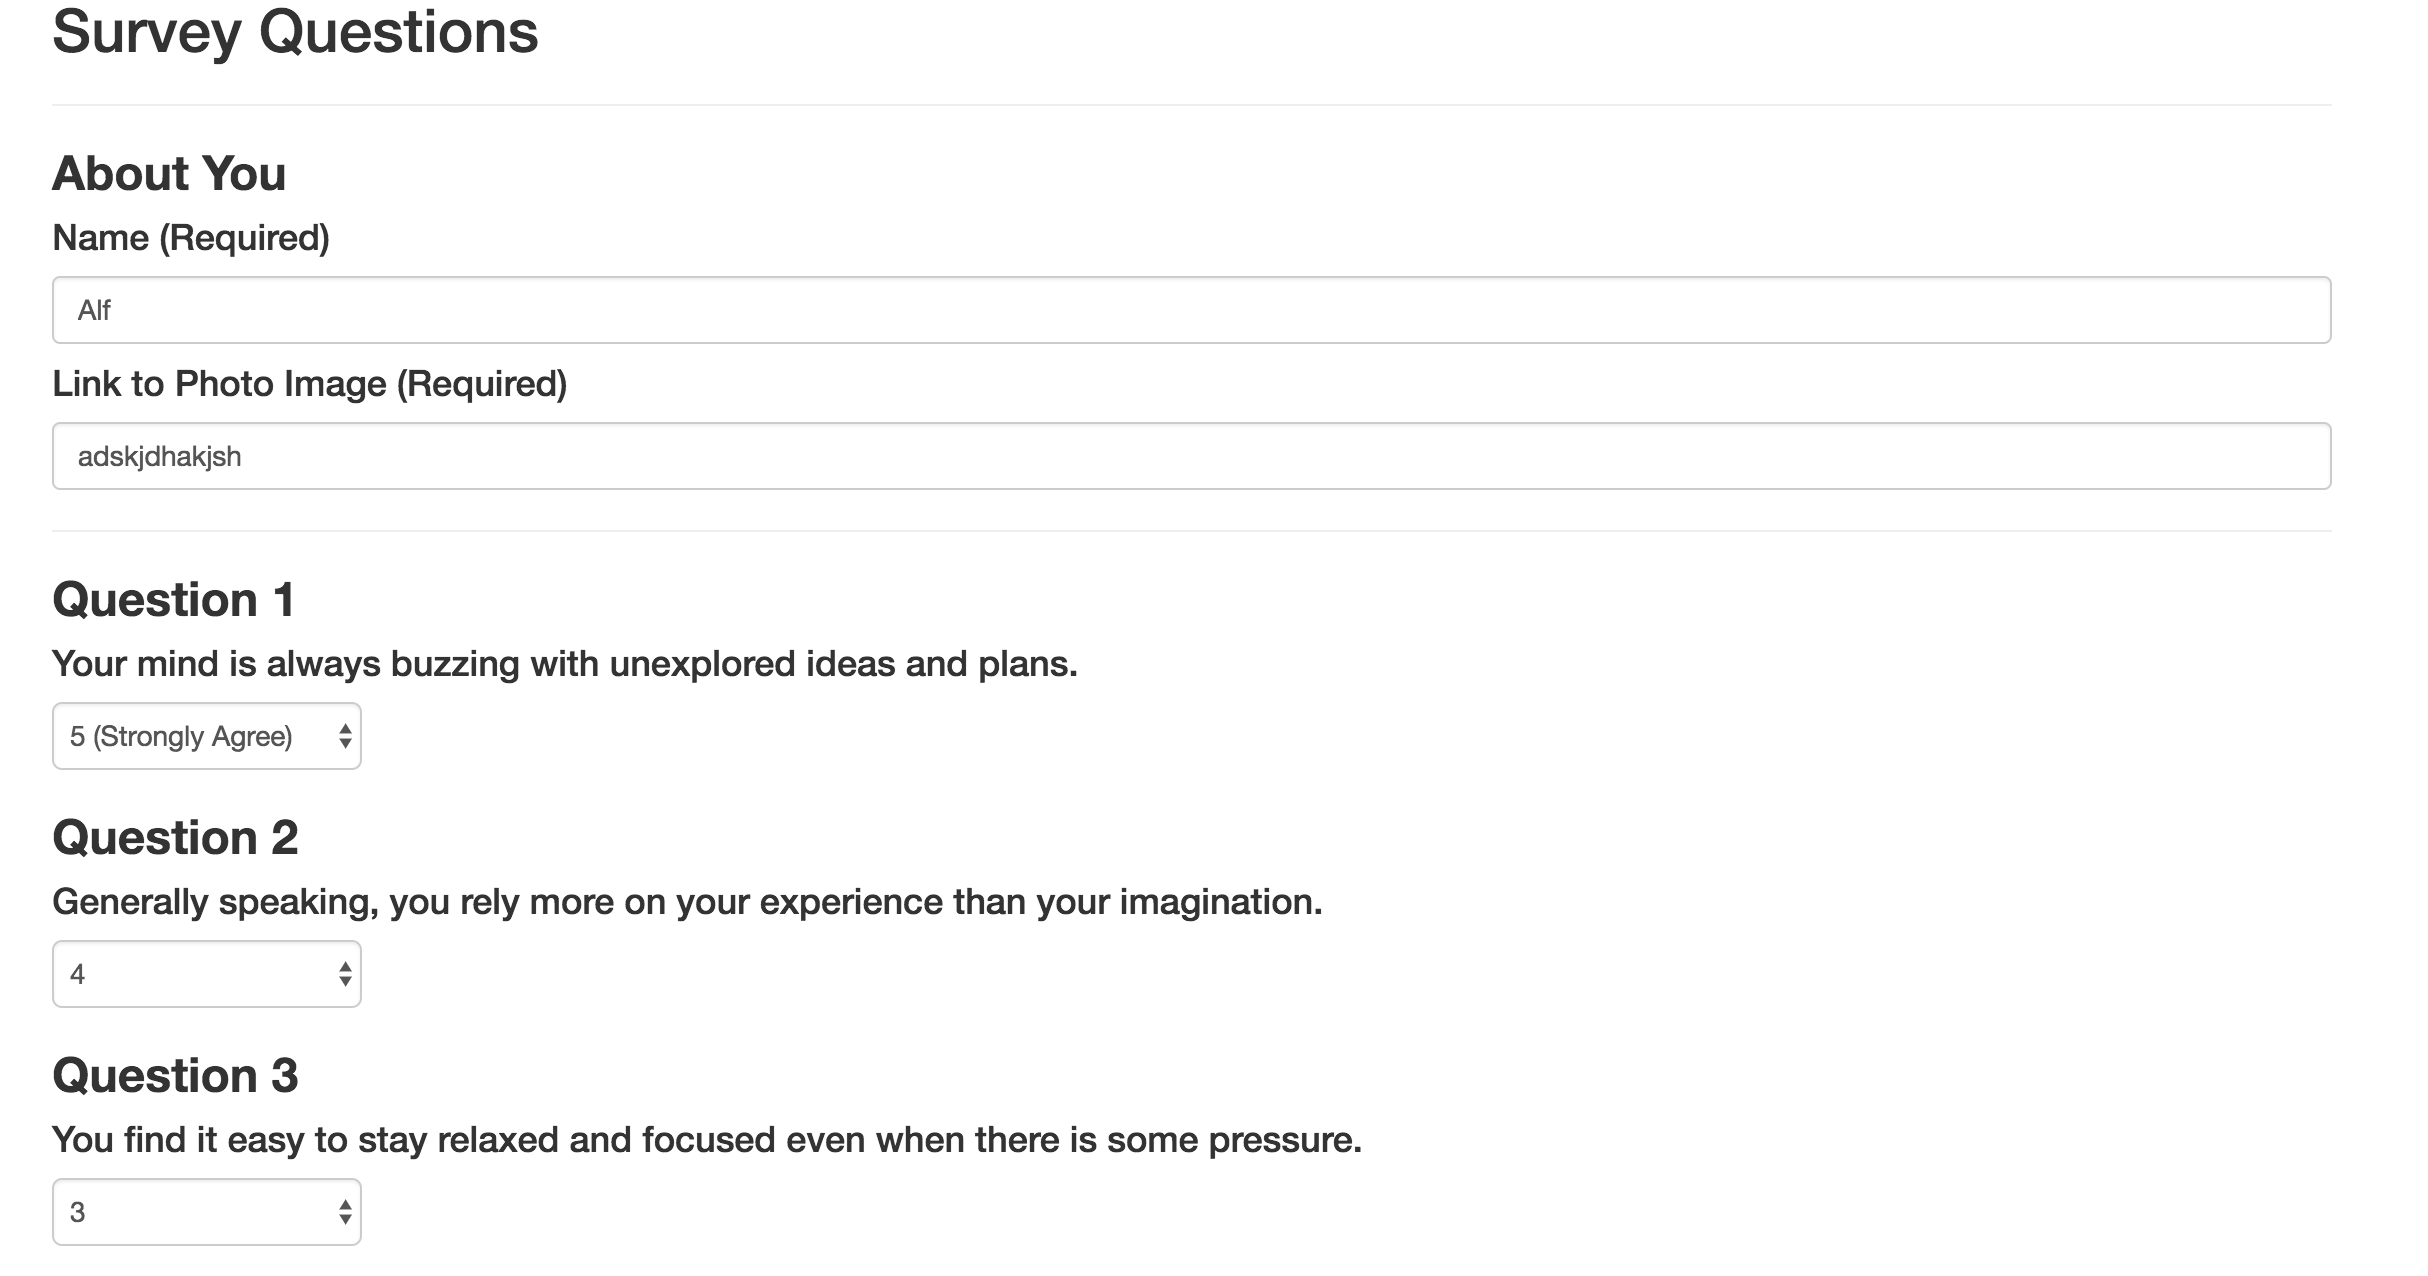 Survey Questions
About You
Name (Required)
Alf
Link to Photo Image (Required)
adskjdhakjsh
Question 1
Your mind is always buzzing with unexplored ideas and plans.
5 (Strongly Agree)
Question 2
Generally speaking, you rely more on your experience than your imagination.
4
Question 3
You find it easy to stay relaxed and focused even when there is some pressure.
3